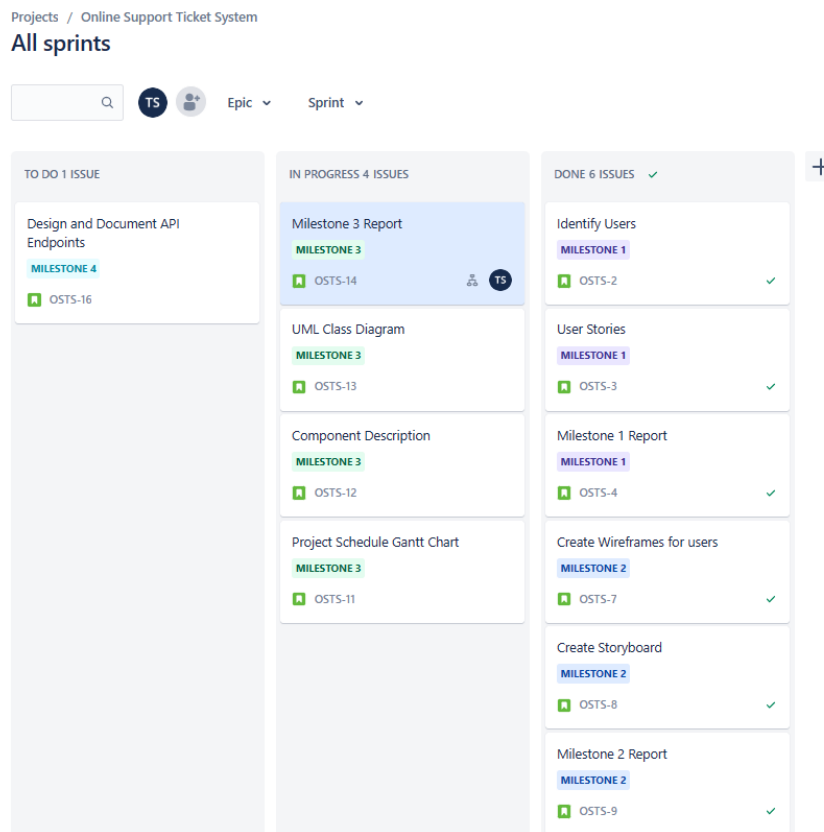 Projects / Online Support Ticket System
All sprints
TS
Epic
Sprint
TO DO 1 ISSUE
Design and Document API
Endpoints
MILESTONE 4
OSTS-16
IN PROGRESS 4 ISSUES
Milestone 3 Report
MILESTONE 3
OSTS-14
TS
UML Class Diagram
MILESTONE 3
OSTS-13
Component Description
MILESTONE 3
OSTS-12
Project Schedule Gantt Chart
MILESTONE 3
OSTS-11
DONE 6 ISSUES
Identify Users
MILESTONE 1
OSTS-2
User Stories
MILESTONE 1
OSTS-3
Milestone 1 Report
MILESTONE 1
OSTS-4
Create Wireframes for users
MILESTONE 2
OSTS-7
Create Storyboard
MILESTONE 2
OSTS-8
Milestone 2 Report
MILESTONE 2
OSTS-9